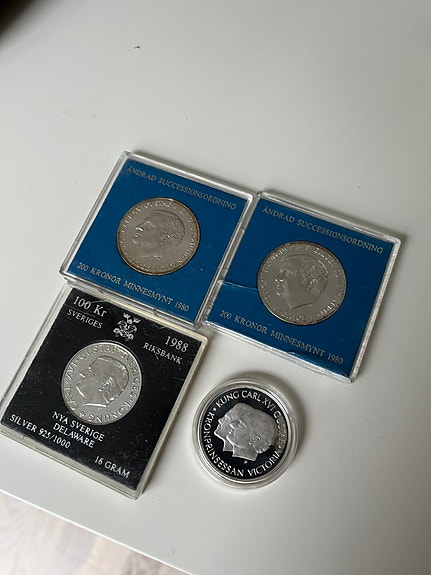 ÄNDRAD SUCCESSIONSORDNING
200 KRONOR MINNESMYNT 1980
ÄNDRAD SUCCESSIONSORDNING
200 KRONOR MINNESMYNT 1980
100 Kr
SVERIGES
1988
RIKSBANK
NYA SVERIGE
DELAWARE
SILVER 925/1000
16 GRAM
KUNG CARL XVI
KRONPRINSESSAN VICTORIA